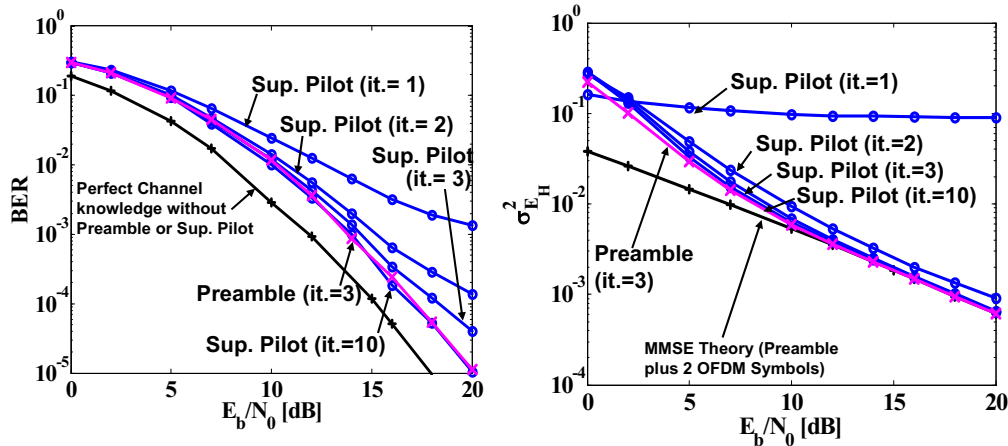 10^0
10^-1
10^-2
10^-3
10^-4
10^-5
BER
0
5
10
15
20
E_b/N_0 [dB]
Sup. Pilot (it.= 1)
Sup. Pilot (it.= 2)
Sup. Pilot
(it.= 3)
Perfect Channel
knowledge without
Preamble or Sup. Pilot
Preamble (it.=3)
Sup. Pilot (it.=10)
10^0
10^-1
10^-2
10^-3
10^-4
σ^2_E_H
0
5
10
15
20
E_b/N_0 [dB]
Sup. Pilot (it.=1)
Sup. Pilot
(it.=2)
Sup. Pilot (it.=3)
Sup. Pilot (it.=10)
Preamble
(it.=3)
MMSE Theory (Preamble
plus 2 OFDM Symbols)